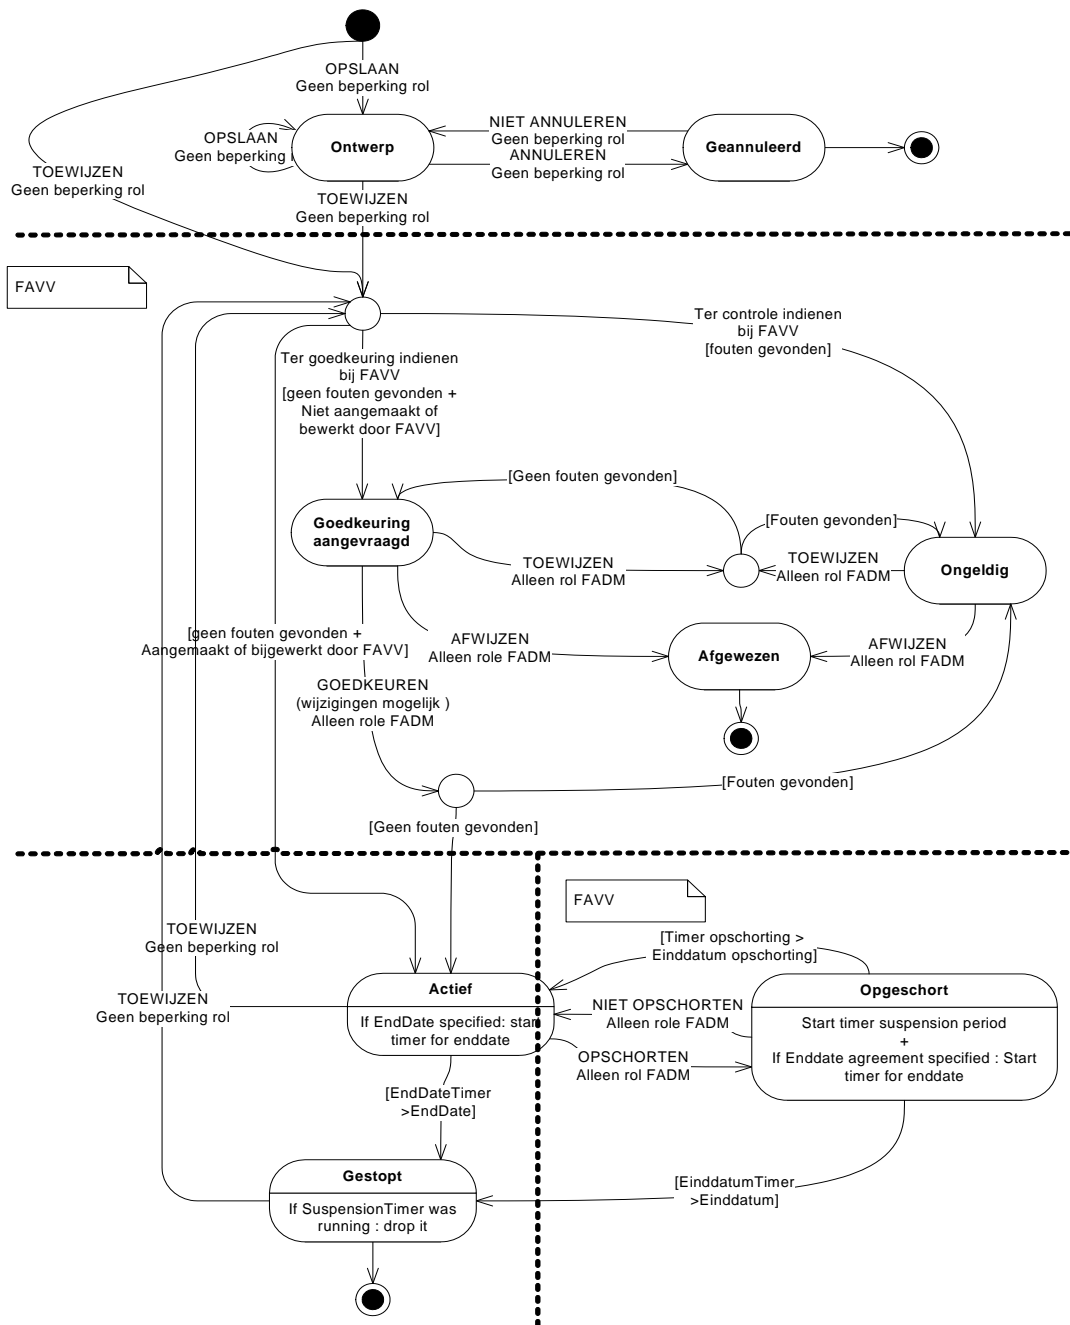 OPSLAAN
Geen beperking rol
OPSLAAN
Geen beperking
Ontwerp
NIET ANNULEREN
Geen beperking rol
ANNULEREN
Geen beperking rol
Geannuleerd
TOEWIJZEN
Geen beperking rol
TOEWIJZEN
Geen beperking rol
FAVV
Ter controle indienen
bij FAVV
[fouten gevonden]
Ter goedkeuring indienen
bij FAVV
[geen fouten gevonden +
Niet aangemaakt of
bewerkt door FAVV]
[Geen fouten gevonden]
Goedkeuring
aangevraagd
[Fouten gevonden]
TOEWIJZEN
Alleen rol FADM
TOEWIJZEN
Alleen rol FADM
Ongeldig
[geen fouten gevonden +
Aangemaakt of bijgewerkt door FAVV]
AFWIJZEN
Alleen role FADM
Afgewezen
AFWIJZEN
Alleen rol FADM
GOEDKEUREN
(wijzigingen mogelijk )
Alleen role FADM
[Fouten gevonden]
[Geen fouten gevonden]
FAVV
TOEWIJZEN
Geen beperking rol
[Timer opschorting >
Einddatum opschorting]
TOEWIJZEN
Geen beperking rol
Actief
If EndDate specified: start
timer for enddate
NIET OPSCHORTEN
Alleen role FADM
OPSCHORTEN
Alleen rol FADM
Opgeschort
Start timer suspension period
+
If Enddate agreement specified : Start
timer for enddate
[EndDateTimer
>EndDate]
Gestopt
If SuspensionTimer was
running : drop it
[EinddatumTimer
>Einddatum]